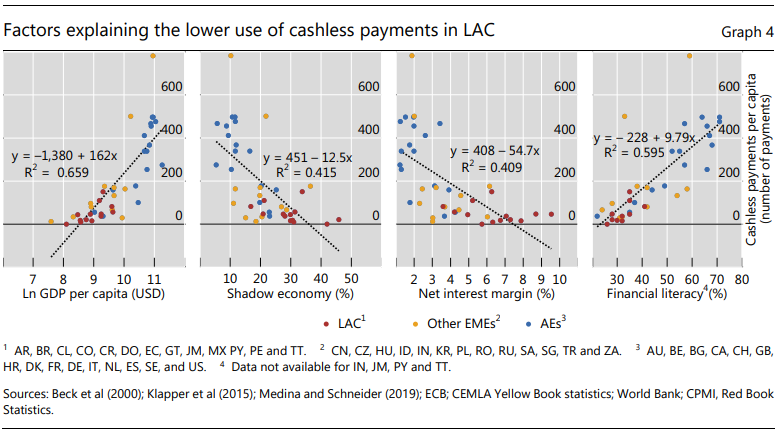 Factors explaining the lower use of cashless payments in LAC Graph 4
600
400
200
0
y = –1,380 + 162x
R² = 0.659
7 8 9 10 11
Ln GDP per capita (USD)
600
400
200
0
y = 451 – 12.5x
R² = 0.415
10 20 30 40 50
Shadow economy (%)
600
400
200
0
y = 408 – 54.7x
R² = 0.409
2 3 4 5 6 7 8 9 10
Net interest margin (%)
600
400
200
0
y = – 228 + 9.79x
R² = 0.595
30 40 50 60 70 80
Financial literacy⁴(%)
Cashless payments per capita
(number of payments)
LAC¹ Other EMEs² AEs³
¹ AR, BR, CL, CO, CR, DO, EC, GT, JM, MX PY, PE and TT. ² CN, CZ, HU, ID, IN, KR, PL, RO, RU, SA, SG, TR and ZA. ³ AU, BE, BG, CA, CH, GB,
HR, DK, FR, DE, IT, NL, ES, SE, and US. ⁴ Data not available for IN, JM, PY and TT.
Sources: Beck et al (2000); Klapper et al (2015); Medina and Schneider (2019); ECB; CEMLA Yellow Book statistics; World Bank; CPMI, Red Book
Statistics.